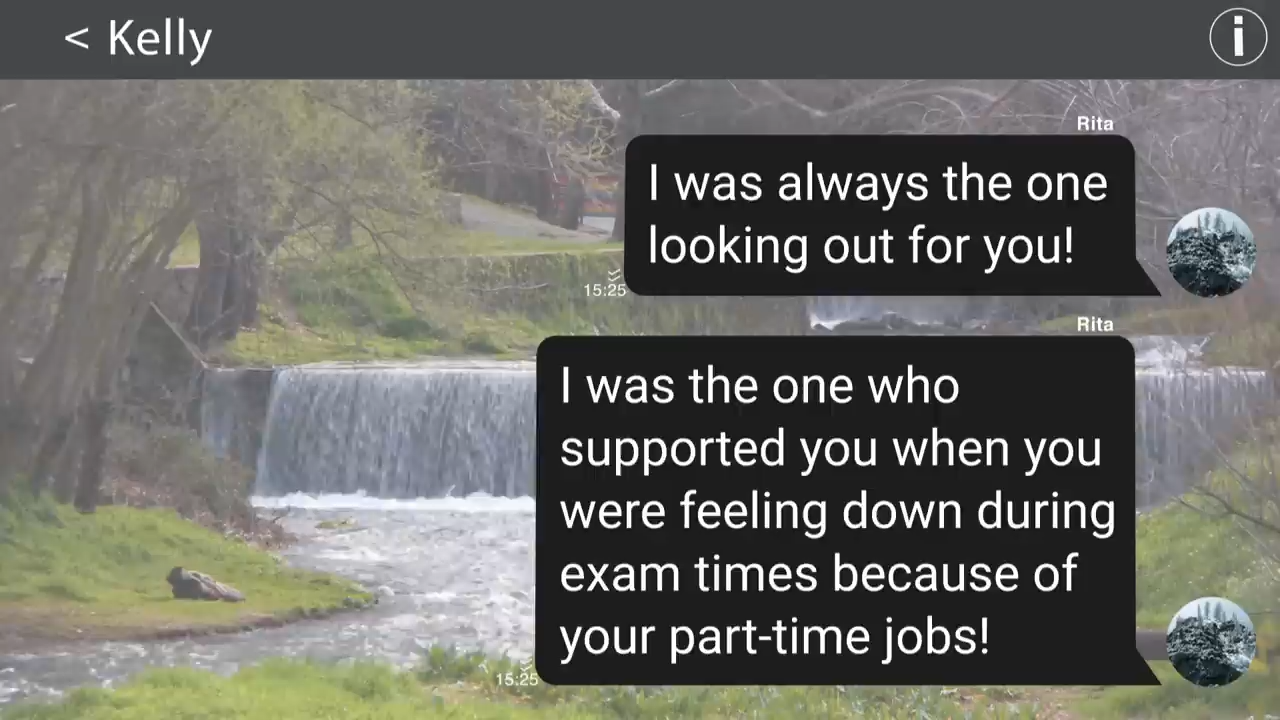 < Kelly
i
Rita
I was always the one
looking out for you!
15:25
Rita
I was the one who
supported you when you
were feeling down during
exam times because of
your part-time jobs!
15:25